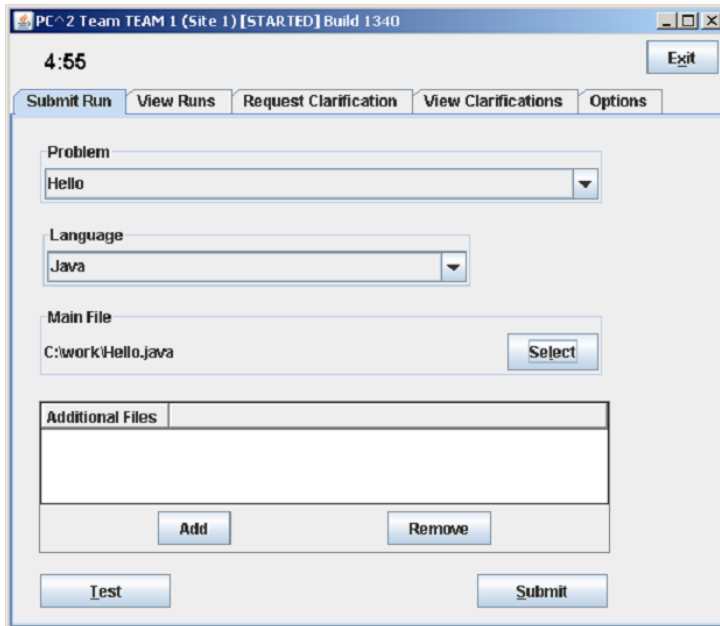 PC^2 Team TEAM 1 (Site 1) [STARTED] Build 1340
4:55
Exit
Submit Run View Runs Request Clarification View Clarifications Options
Problem
Hello
Language
Java
Main File
C:\work\Hello.java Select
Additional Files
Add Remove
Test Submit